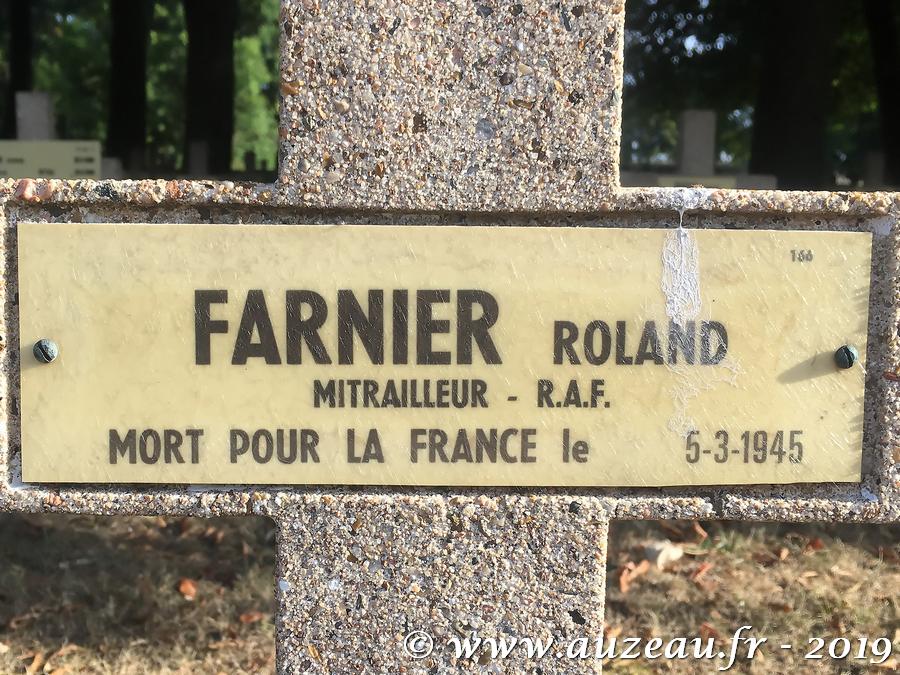 166
FARNIER ROLAND
MITRAILLEUR - R.A.F.
MORT POUR LA FRANCE le 5-3-1945
© www.auzeau.fr - 2019